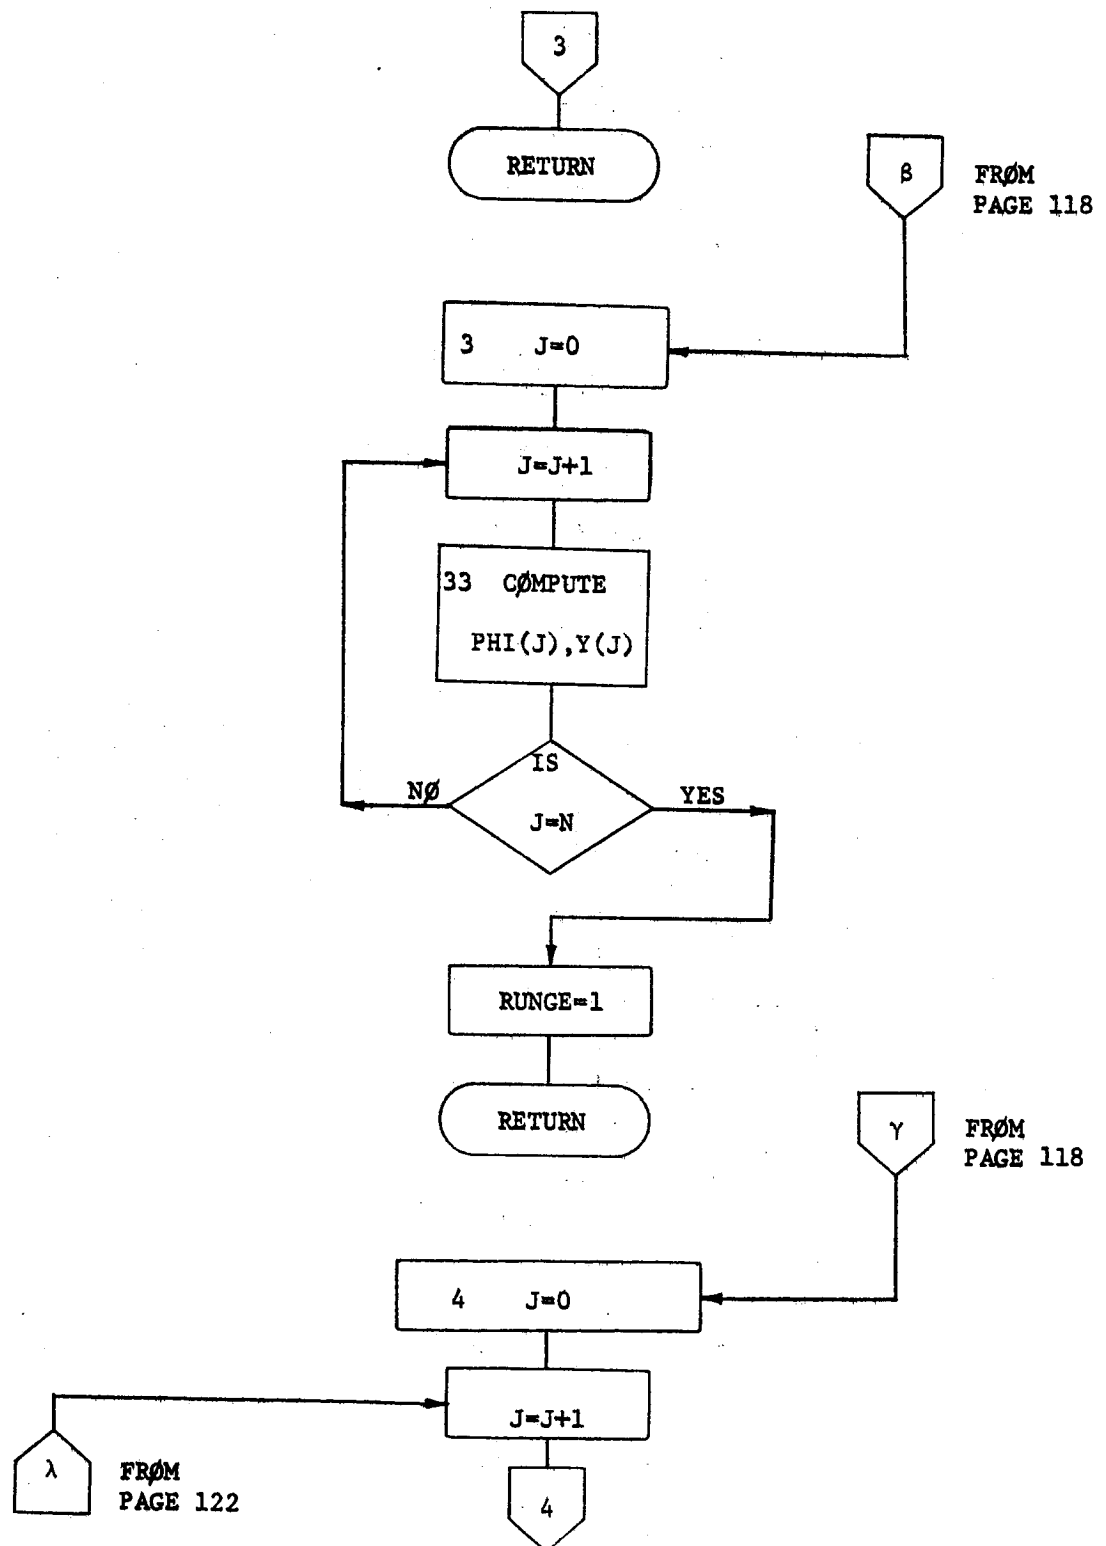 3
RETURN
β
FRØM
PAGE 118
3 J=0
J=J+1
33 CØMPUTE
PHI(J),Y(J)
IS
NØ
YES
J=N
RUNGE=1
RETURN
γ
FRØM
PAGE 118
4 J=0
J=J+1
λ
FRØM
PAGE 122
4